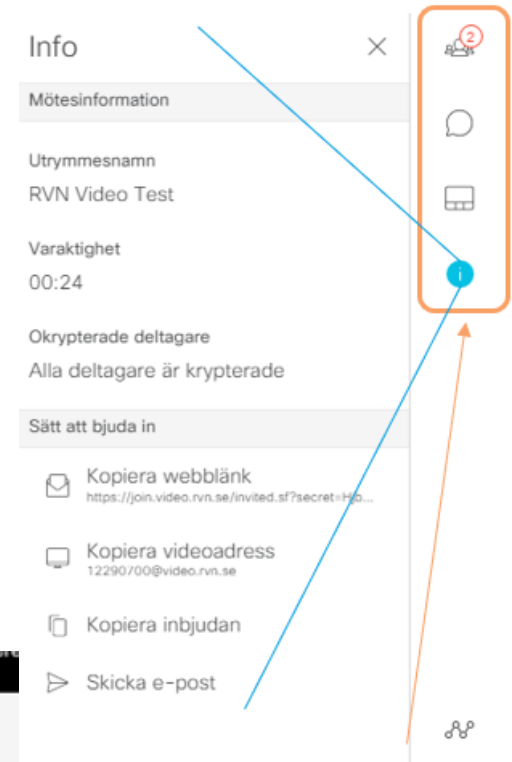 Info
2
Mötesinformation
Utrymmesnamn
RVN Video Test
Varaktighet
00:24
i
Okrypterade deltagare
Alla deltagare är krypterade
Sätt att bjuda in
Kopiera webblänk
https://join.video.rvn.se/invited.sf?secret=Hjb...
Kopiera videoadress
12290700@video.rvn.se
Kopiera inbjudan
Skicka e-post